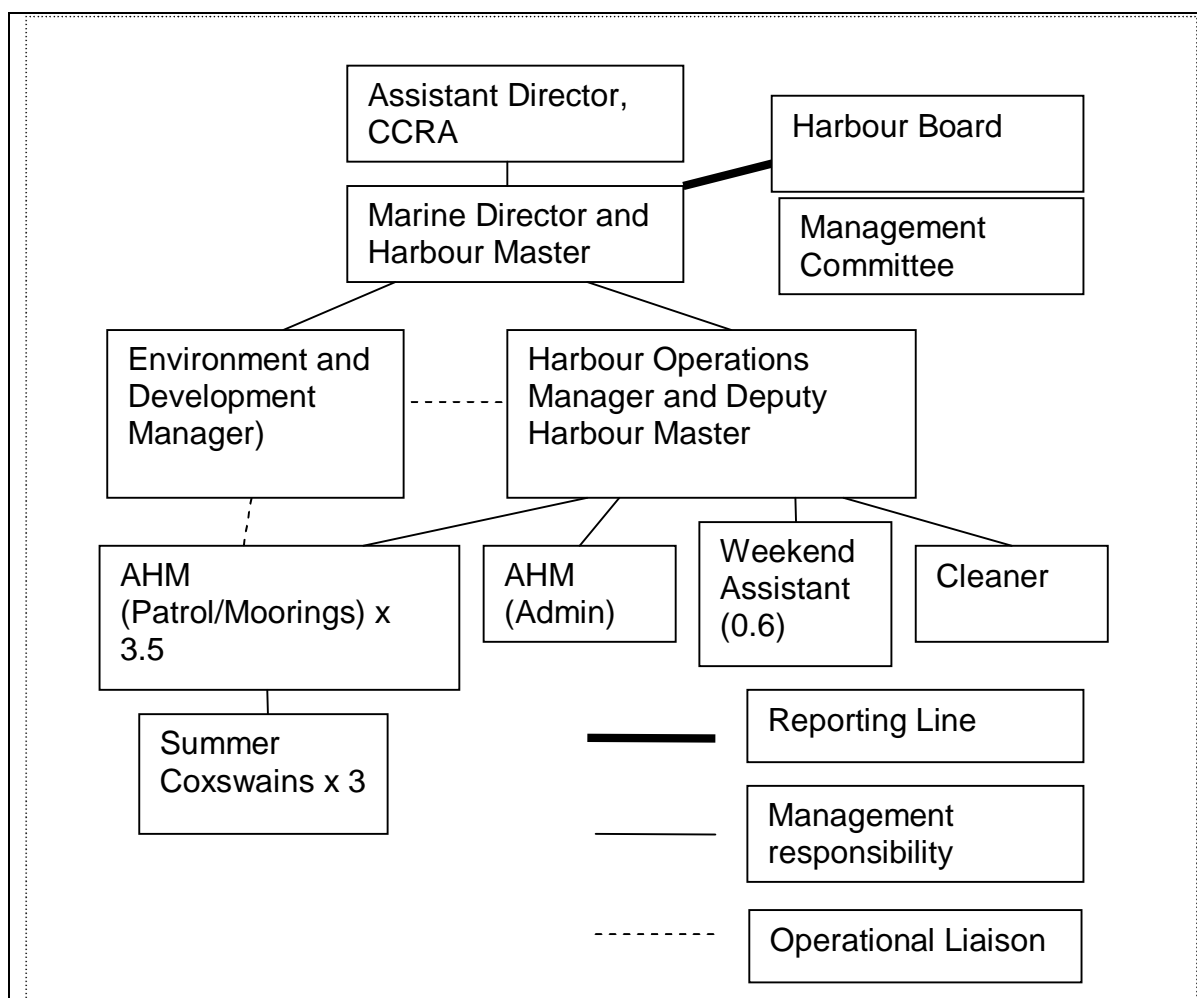 Assistant Director,
CCRA
Harbour Board
Marine Director and
Harbour Master
Management
Committee
Environment and
Development
Manager)
Harbour Operations
Manager and Deputy
Harbour Master
AHM
(Patrol/Moorings) x
3.5
AHM
(Admin)
Weekend
Assistant
(0.6)
Cleaner
Summer
Coxswains x 3
Reporting Line
Management
responsibility
Operational Liaison